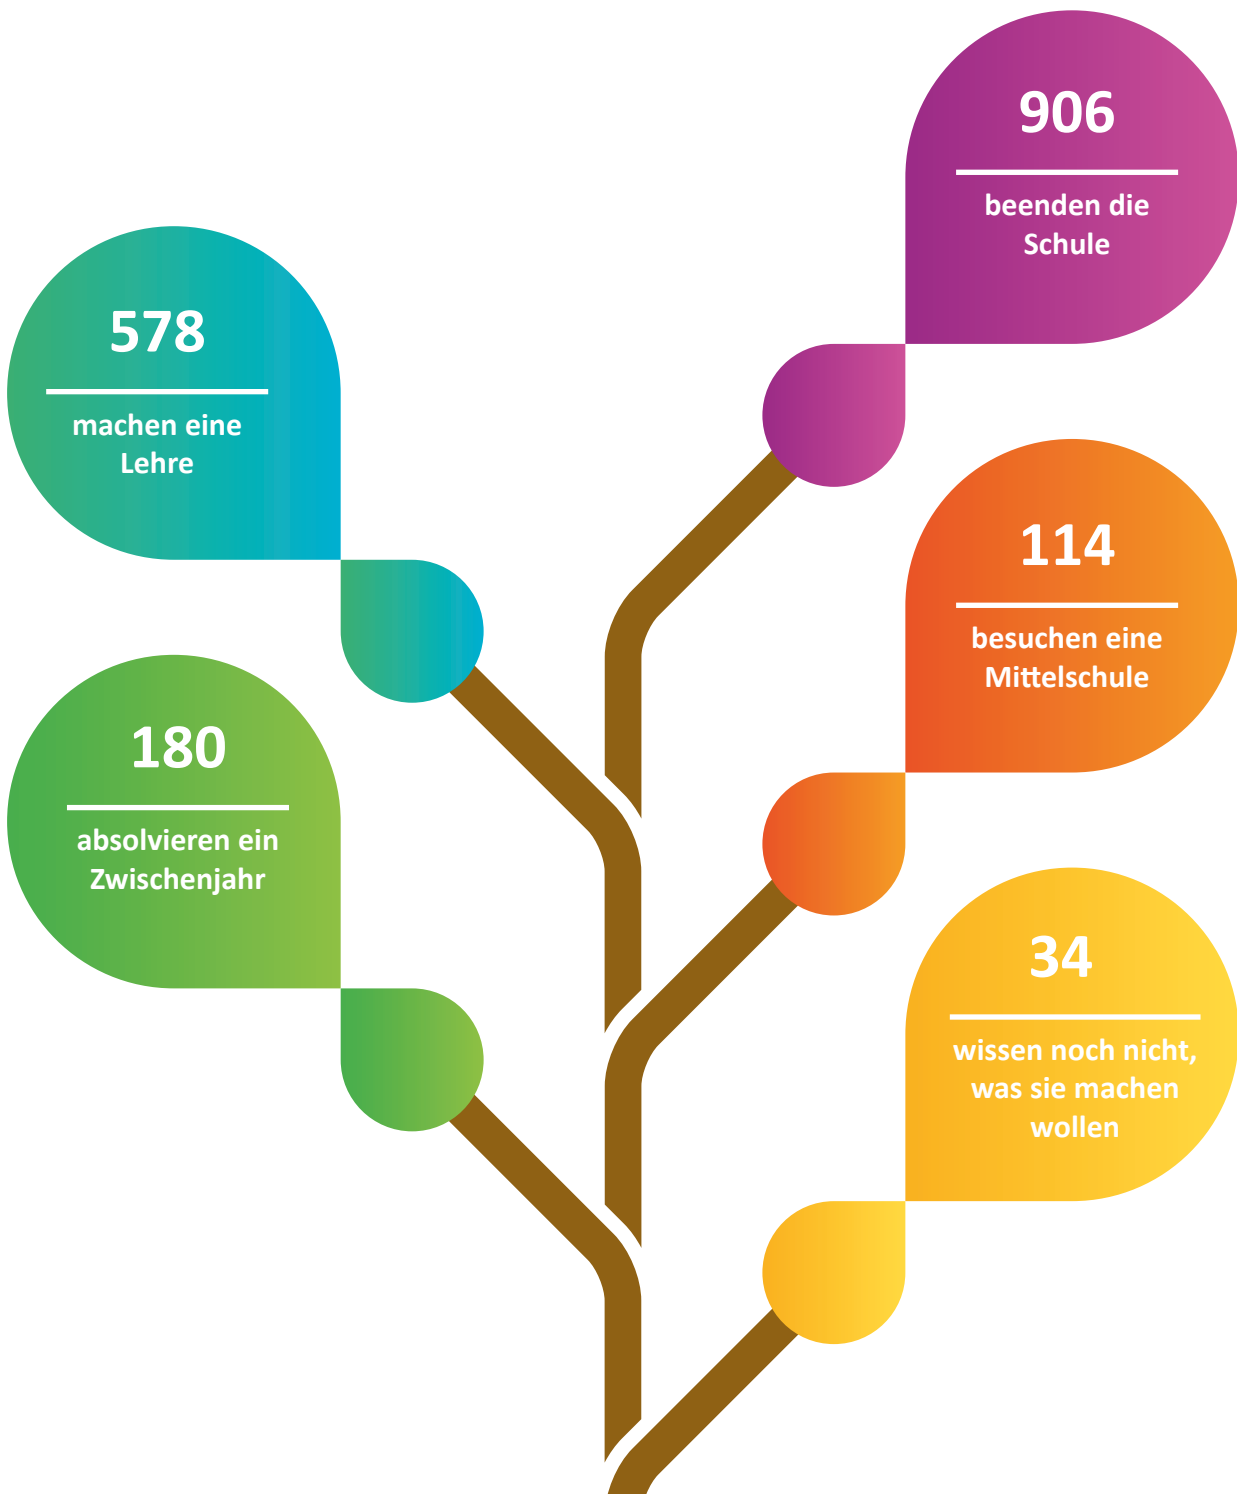 906
beenden die
Schule
578
machen eine
Lehre
114
besuchen eine
Mittelschule
180
absolvieren ein
Zwischenjahr
34
wissen noch nicht,
was sie machen
wollen